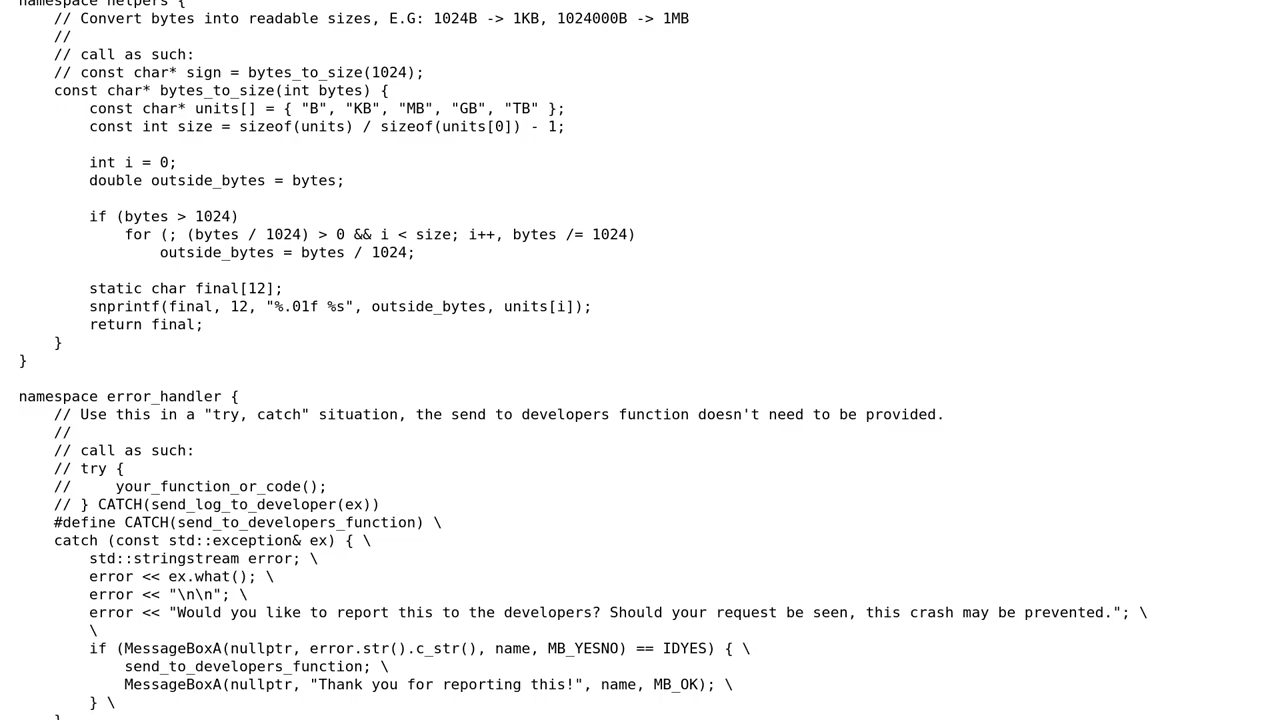 namespace helpers {
    // Convert bytes into readable sizes, E.G: 1024B -> 1KB, 1024000B -> 1MB
    //
    // call as such:
    // const char* sign = bytes_to_size(1024);
    const char* bytes_to_size(int bytes) {
        const char* units[] = { "B", "KB", "MB", "GB", "TB" };
        const int size = sizeof(units) / sizeof(units[0]) - 1;

        int i = 0;
        double outside_bytes = bytes;

        if (bytes > 1024)
            for (; (bytes / 1024) > 0 && i < size; i++, bytes /= 1024)
                outside_bytes = bytes / 1024;

        static char final[12];
        snprintf(final, 12, "%.01f %s", outside_bytes, units[i]);
        return final;
    }
}

namespace error_handler {
    // Use this in a "try, catch" situation, the send to developers function doesn't need to be provided.
    //
    // call as such:
    // try {
    //     your_function_or_code();
    // } CATCH(send_log_to_developer(ex))
    #define CATCH(send_to_developers_function) \
    catch (const std::exception& ex) { \
        std::stringstream error; \
        error << ex.what(); \
        error << "\n\n"; \
        error << "Would you like to report this to the developers? Should your request be seen, this crash may be prevented."; \
        \
        if (MessageBoxA(nullptr, error.str().c_str(), name, MB_YESNO) == IDYES) { \
            send_to_developers_function; \
            MessageBoxA(nullptr, "Thank you for reporting this!", name, MB_OK); \
        } \
    }